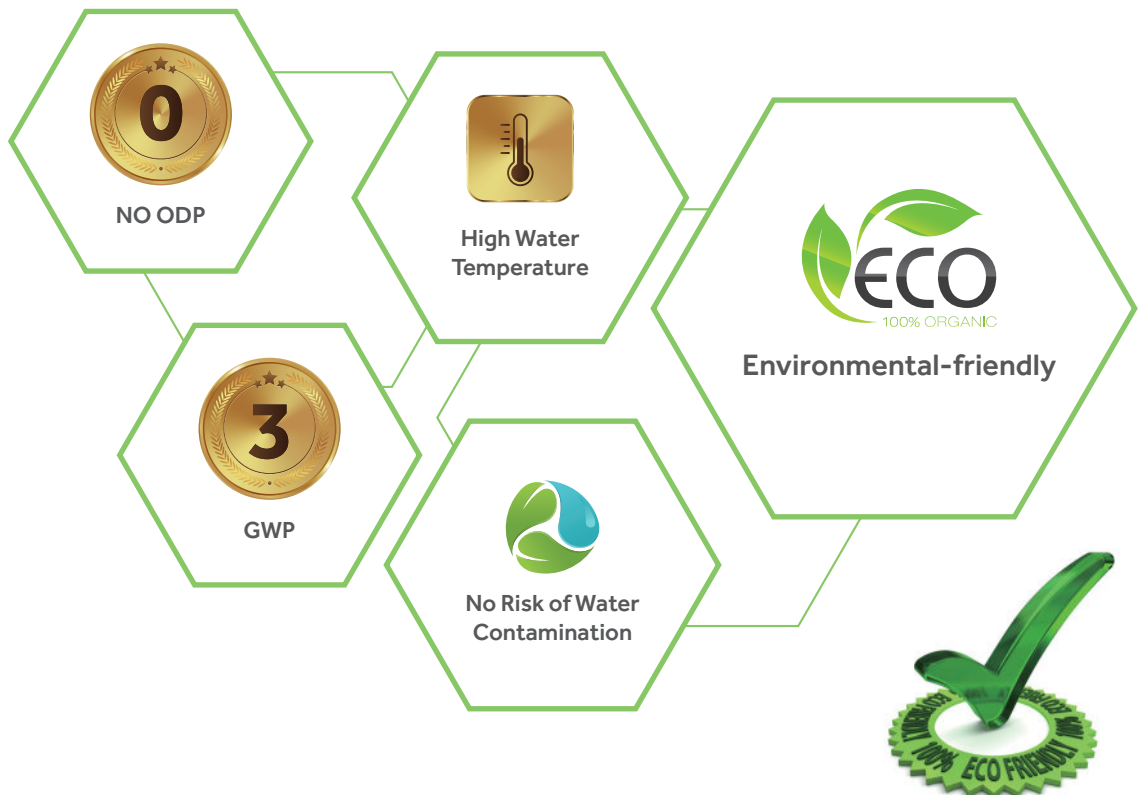 0
NO ODP
High Water
Temperature
ECO
100% ORGANIC
Environmental-friendly
3
GWP
No Risk of Water
Contamination
100% ECO FRIENDLY 100%